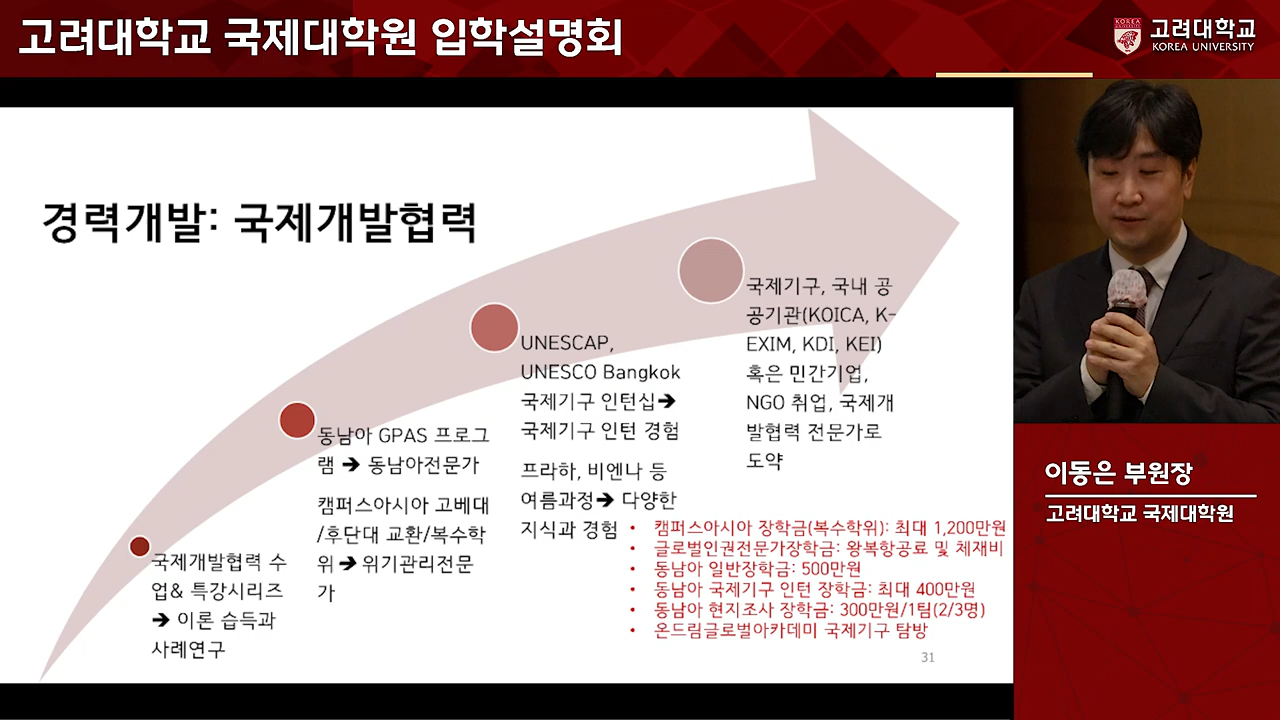 고려대학교 국제대학원 입학설명회
KOREA
고려대학교
KOREA UNIVERSITY
경력개발: 국제개발협력
국제개발협력 수
업& 특강시리즈
➔ 이론 습득과
사례연구
동남아 GPAS 프로그
램 ➔ 동남아전문가
캠퍼스아시아 고베대
/후단대 교환/복수학
위➔위기관리전문
가
UNESCAP,
UNESCO Bangkok
국제기구 인턴십➔
국제기구 인턴 경험
프라하, 비엔나 등
여름과정➔ 다양한
지식과 경험
국제기구, 국내 공
공기관(KOICA, K-
EXIM, KDI, KEI)
혹은 민간기업,
NGO 취업, 국제개
발협력 전문가로
도약
• 캠퍼스아시아 장학금(복수학위): 최대 1,200만원
• 글로벌인권전문가장학금: 왕복항공료 및 체재비
• 동남아 일반장학금: 500만원
• 동남아 국제기구 인턴 장학금: 최대 400만원
• 동남아 현지조사 장학금: 300만원/1팀(2/3명)
• 온드림글로벌아카데미 국제기구 탐방
31
이동은 부원장
고려대학교 국제대학원